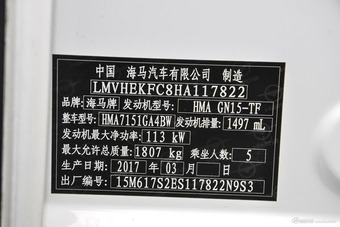 中国 海马汽车有限公司 制造
LMVHEKFC8HA117822
品牌: 海马牌 发动机型号: HMA GN15-TF
整车型号: HMA7151GA4BW 发动机排量: 1497 mL
发动机最大净功率: 113 kW
最大允许总质量: 1807 kg 乘坐人数: 5
生产日期: 2017 年 03 月 日
出厂编号: 15M617S2ES117822N9S3